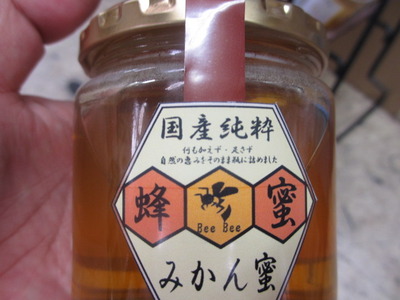 国産純粋
何も加えず・足さず
自然の恵みをそのまま瓶に詰めました
蜂 蜜
Bee Bee
みかん蜜